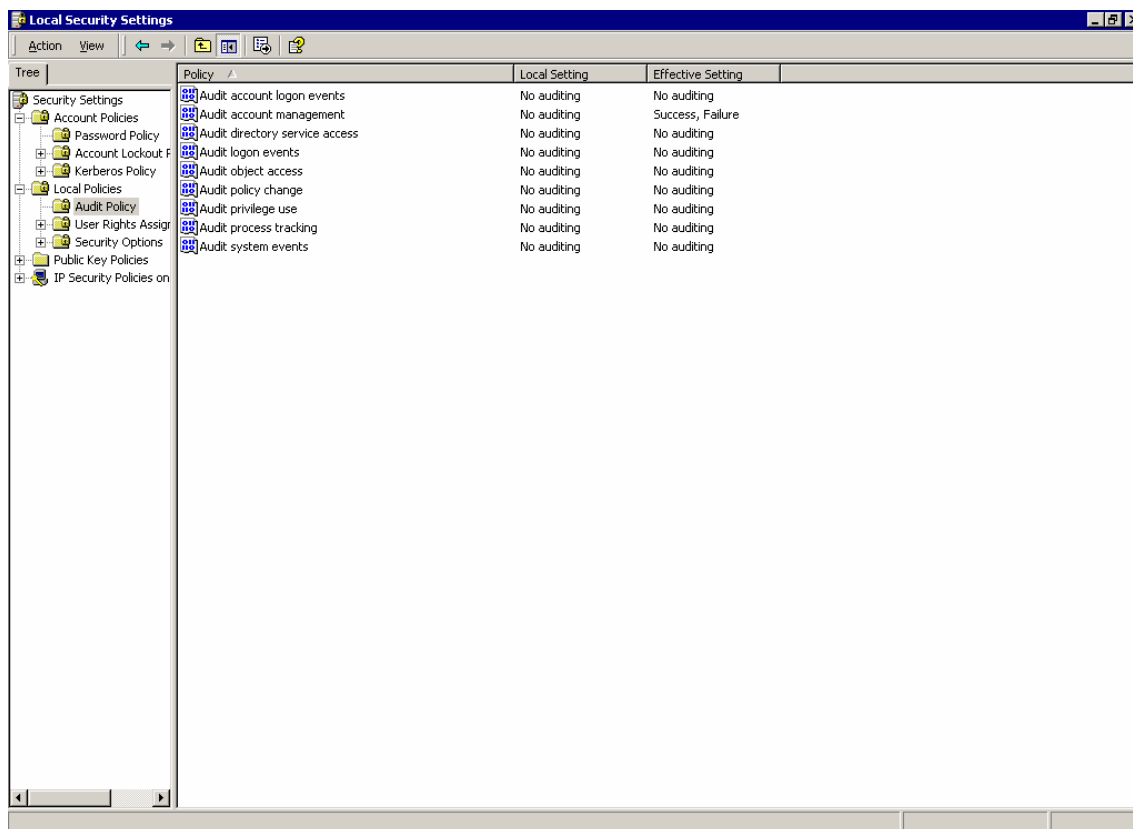 Local Security Settings
Action View
Tree
Security Settings
Account Policies
Password Policy
Account Lockout P
Kerberos Policy
Local Policies
Audit Policy
User Rights Assigr
Security Options
Public Key Policies
IP Security Policies on
Policy Local Setting Effective Setting
Audit account logon events No auditing No auditing
Audit account management No auditing Success, Failure
Audit directory service access No auditing No auditing
Audit logon events No auditing No auditing
Audit object access No auditing No auditing
Audit policy change No auditing No auditing
Audit privilege use No auditing No auditing
Audit process tracking No auditing No auditing
Audit system events No auditing No auditing